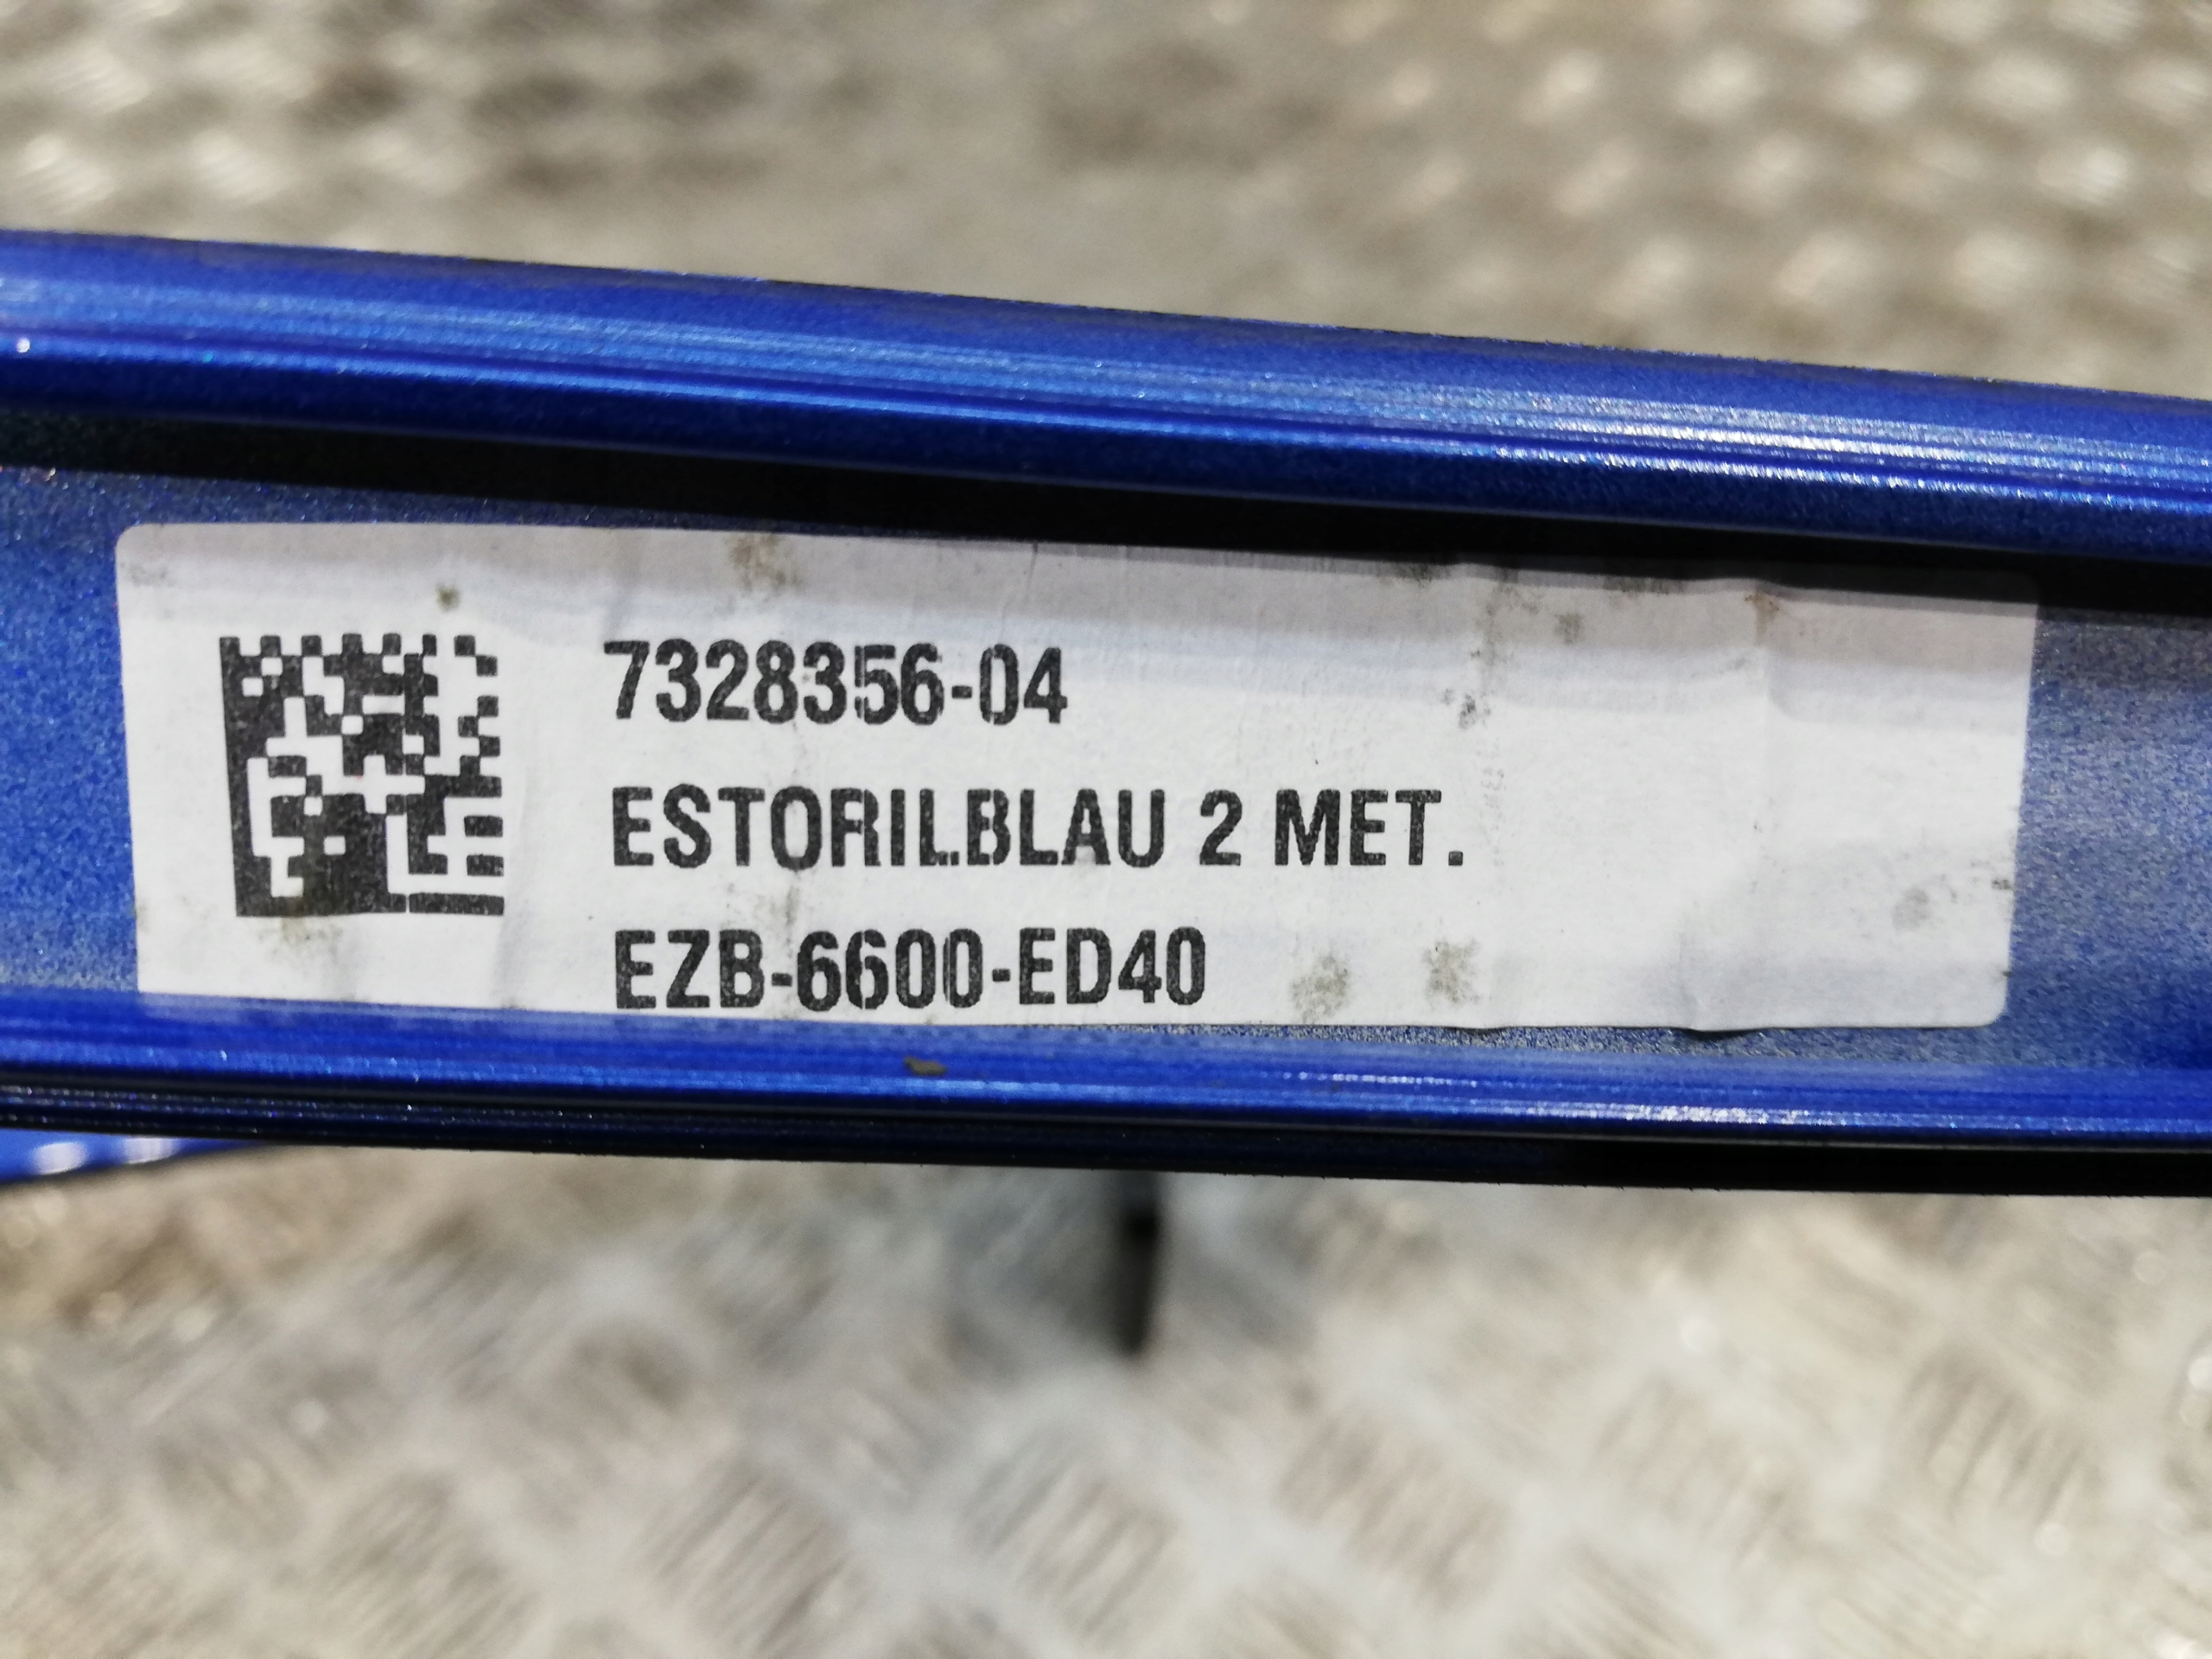 7328356-04
ESTORILBLAU 2 MET.
EZB-6600-ED40